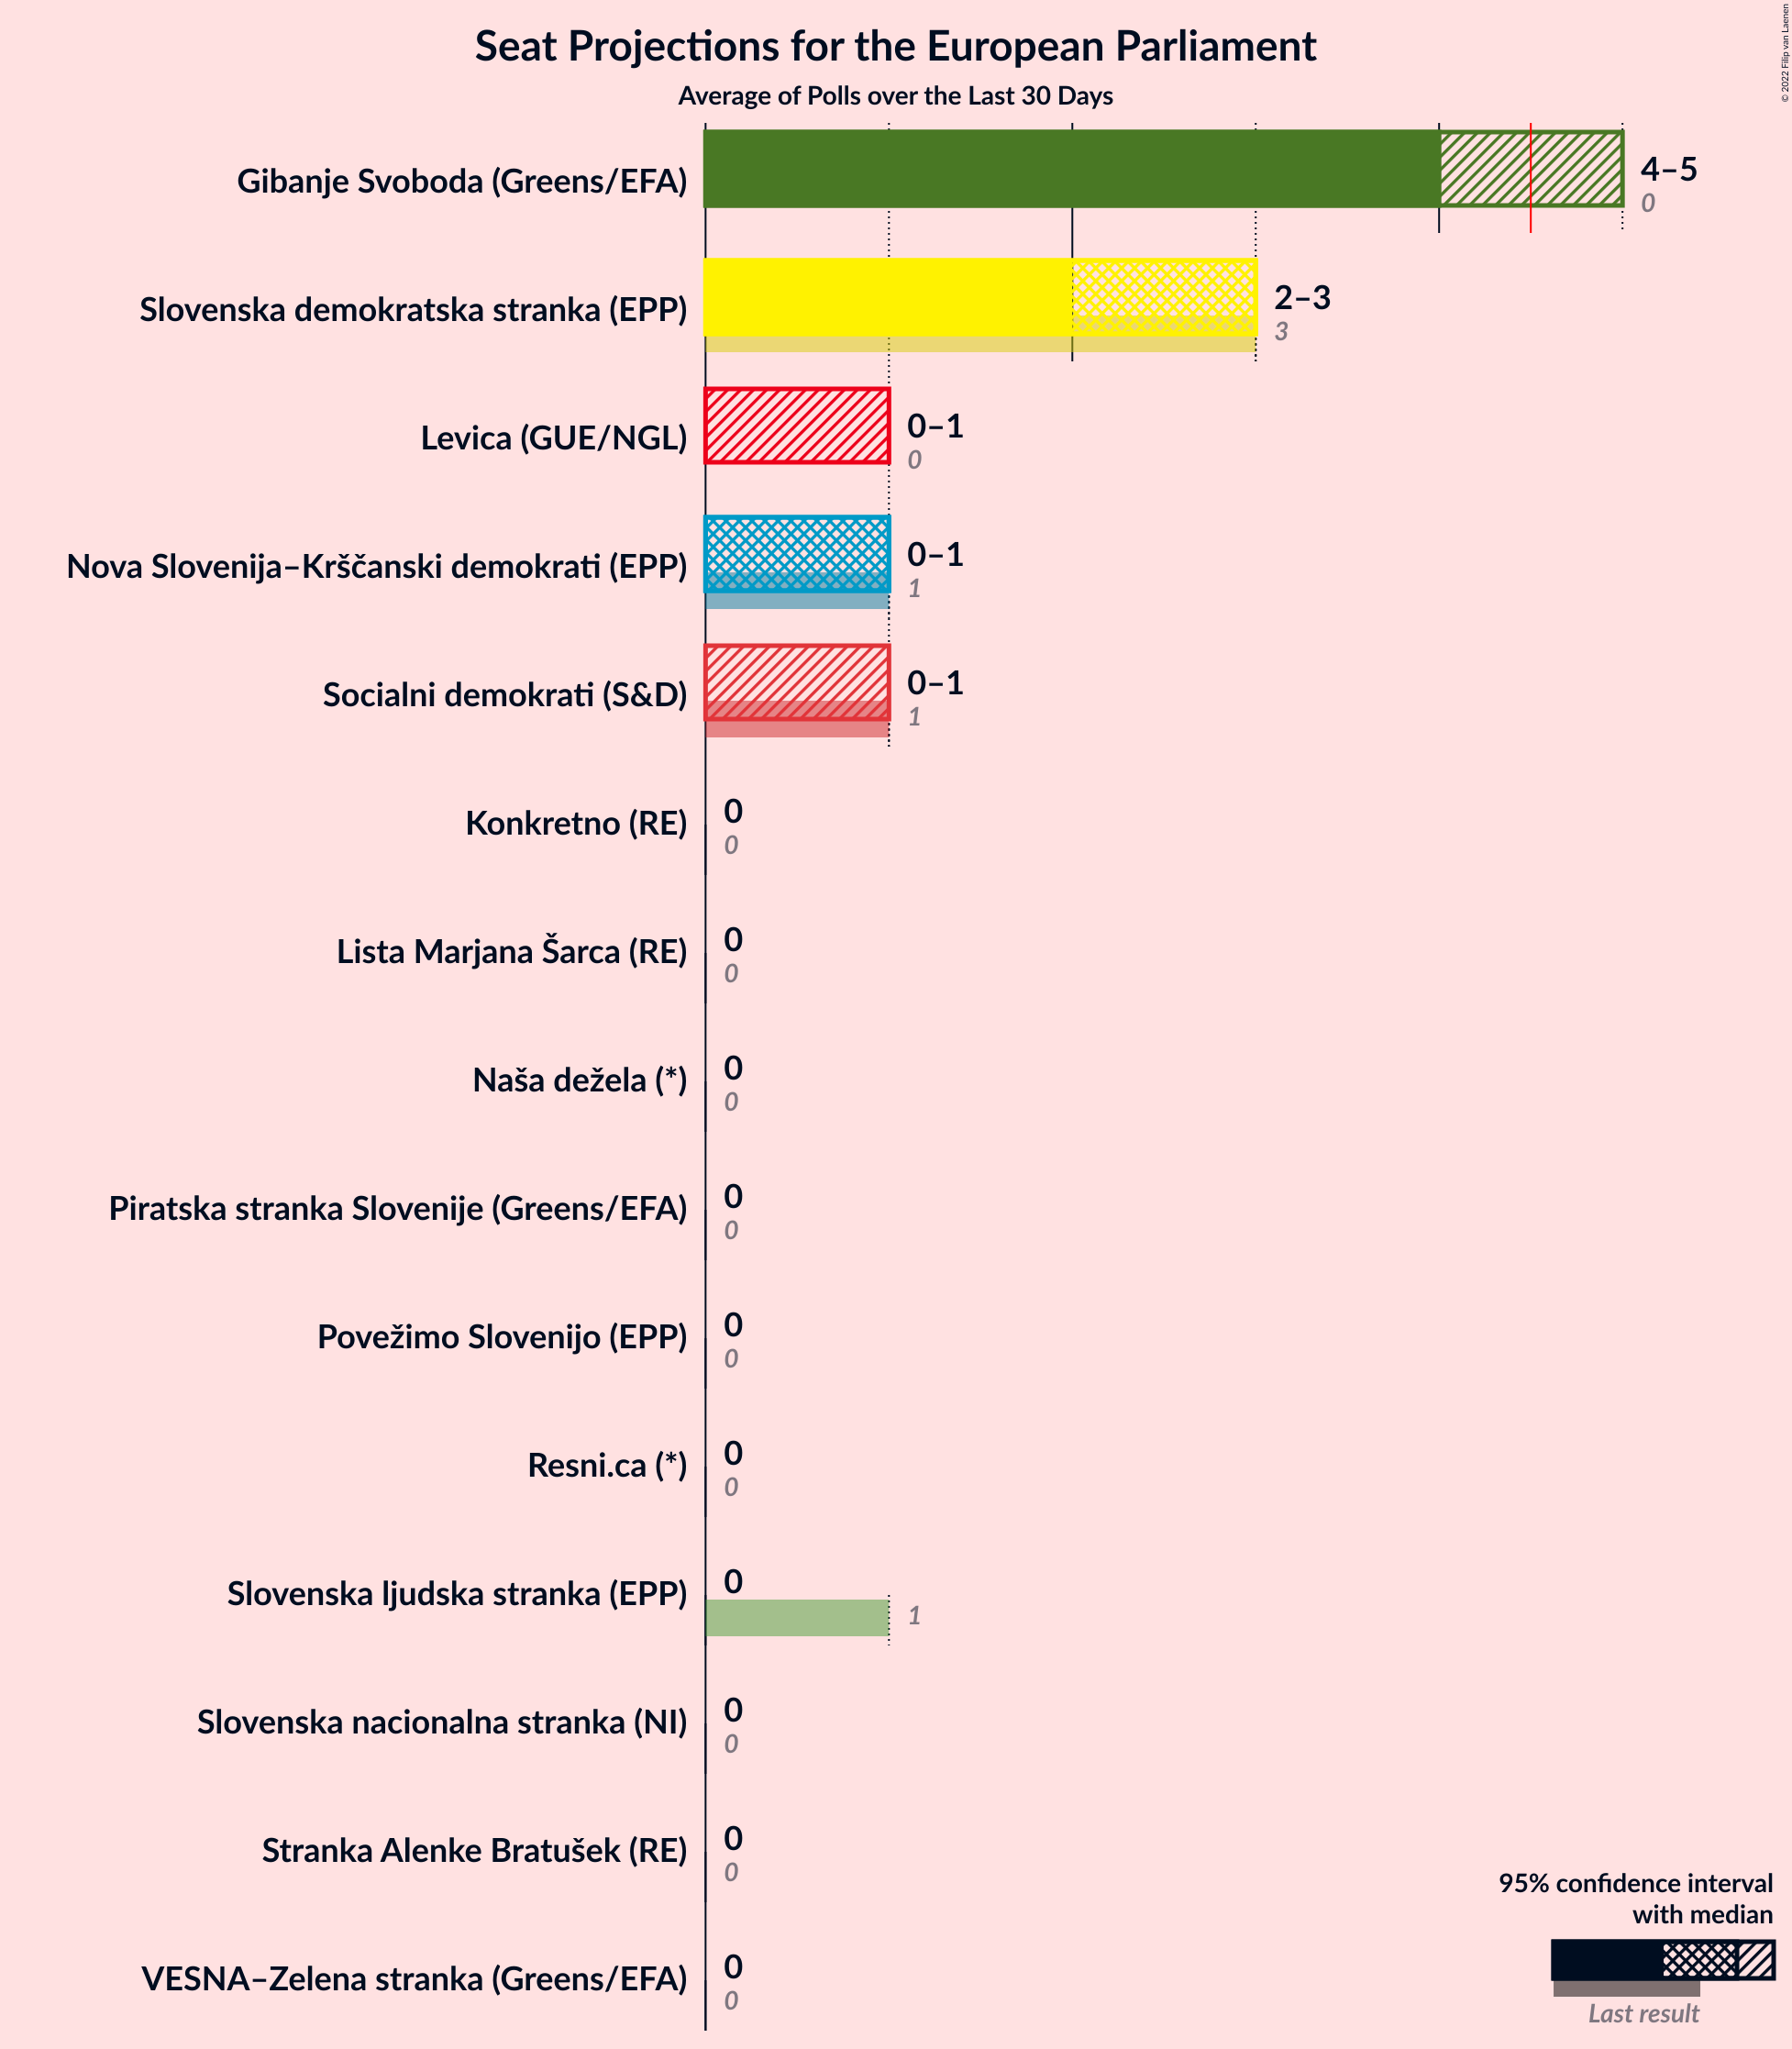 Seat Projections for the European Parliament
Average of Polls over the Last 30 Days
© 2022 Filip van Laenen
Gibanje Svoboda (Greens/EFA)
4–5
0
Slovenska demokratska stranka (EPP)
2–3
3
Levica (GUE/NGL)
0–1
0
Nova Slovenija–Krščanski demokrati (EPP)
0–1
1
Socialni demokrati (S&D)
0–1
1
Konkretno (RE)
0
0
Lista Marjana Šarca (RE)
0
0
Naša dežela (*)
0
0
Piratska stranka Slovenije (Greens/EFA)
0
0
Povežimo Slovenijo (EPP)
0
0
Resni.ca (*)
0
0
Slovenska ljudska stranka (EPP)
0
1
Slovenska nacionalna stranka (NI)
0
0
Stranka Alenke Bratušek (RE)
0
0
VESNA–Zelena stranka (Greens/EFA)
0
0
95% confidence interval
with median
Last result